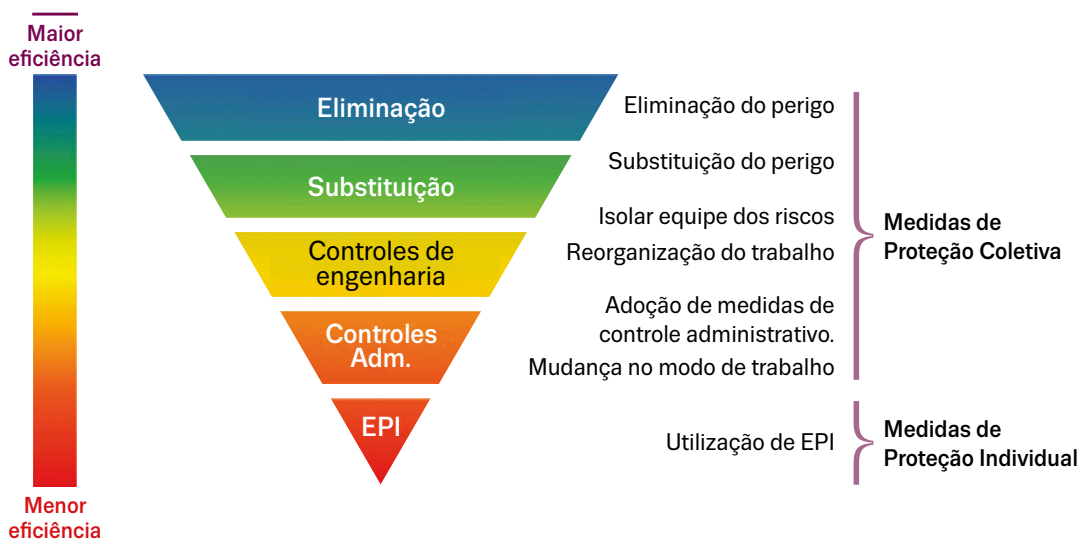 Maior
eficiência
Eliminação
Eliminação do perigo
Substituição
Substituição do perigo
Controles de
engenharia
Isolar equipe dos riscos
Reorganização do trabalho
Controles
Adm.
Adoção de medidas de
controle administrativo.
Mudança no modo de trabalho
Medidas de
Proteção Coletiva
EPI
Utilização de EPI
Medidas de
Proteção Individual
Menor
eficiência